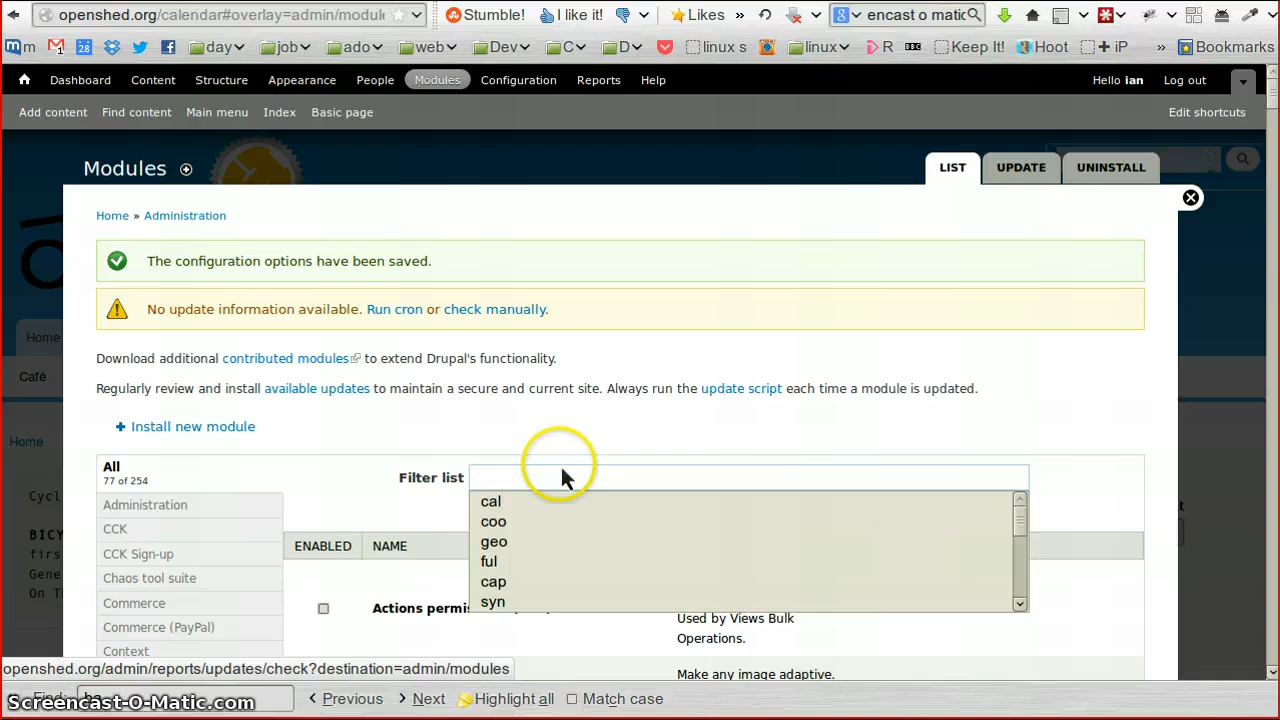 openshed.org/calendar#overlay=admin/module
Stumble!
I like it!
Likes
»
encast o matic
m
day
job
ado
web
Dev
C
D
linux s
linux
R
BBC
Keep It!
Hoot
+ iP
»
Bookmarks
Dashboard
Content
Structure
Appearance
People
Modules
Configuration
Reports
Help
Hello ian
Log out
Add content
Find content
Main menu
Index
Basic page
Edit shortcuts
Modules
LIST
UPDATE
UNINSTALL
Home » Administration
The configuration options have been saved.
No update information available. Run cron or check manually.
Download additional contributed modules to extend Drupal's functionality.
Regularly review and install available updates to maintain a secure and current site. Always run the update script each time a module is updated.
+ Install new module
Home
Café
Home
Cycl
BICY
firs
Gene
On Th
All
77 of 254
Administration
CCK
CCK Sign-up
Chaos tool suite
Commerce
Commerce (PayPal)
Context
Filter list
cal
coo
geo
ful
cap
syn
ENABLED
NAME
Actions permis
Used by Views Bulk
Operations.
Make any image adaptive.
openshed.org/admin/reports/updates/check?destination=admin/modules
Find:
Previous
Next
Highlight all
Match case
Screencast-O-Matic.com